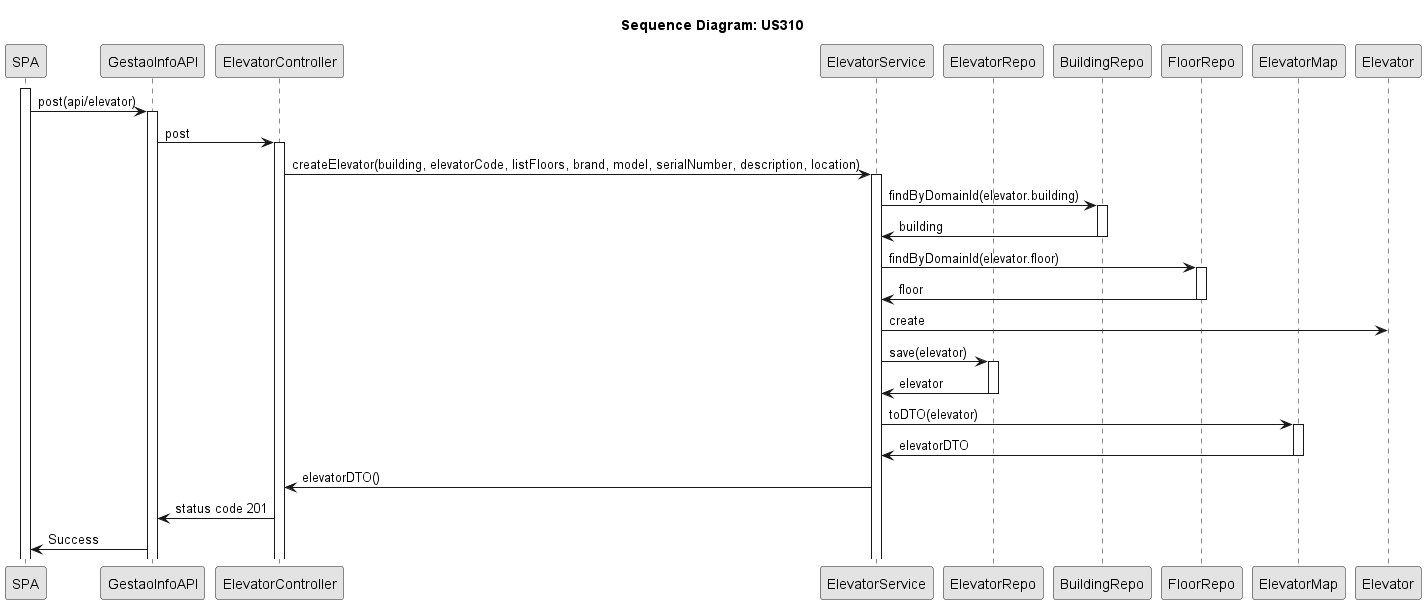 Sequence Diagram: US310
SPA GestaoInfoAPI ElevatorController ElevatorService ElevatorRepo BuildingRepo FloorRepo ElevatorMap Elevator
post(api/elevator)
post
createElevator(building, elevatorCode, listFloors, brand, model, serialNumber, description, location)
findByDomainId(elevator.building)
building
findByDomainId(elevator.floor)
floor
create
save(elevator)
elevator
toDTO(elevator)
elevatorDTO
elevatorDTO()
status code 201
Success
SPA GestaoInfoAPI ElevatorController ElevatorService ElevatorRepo BuildingRepo FloorRepo ElevatorMap Elevator